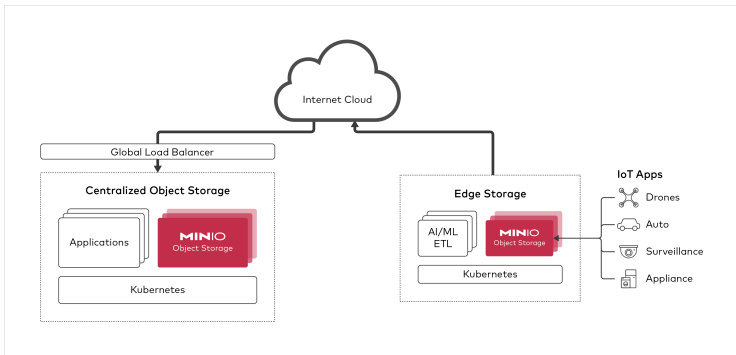 Internet Cloud
Global Load Balancer
Centralized Object Storage
Applications
MINIO
Object Storage
Kubernetes
Edge Storage
AI/ML
ETL
MINIO
Object Storage
Kubernetes
IoT Apps
Drones
Auto
Surveillance
Appliance